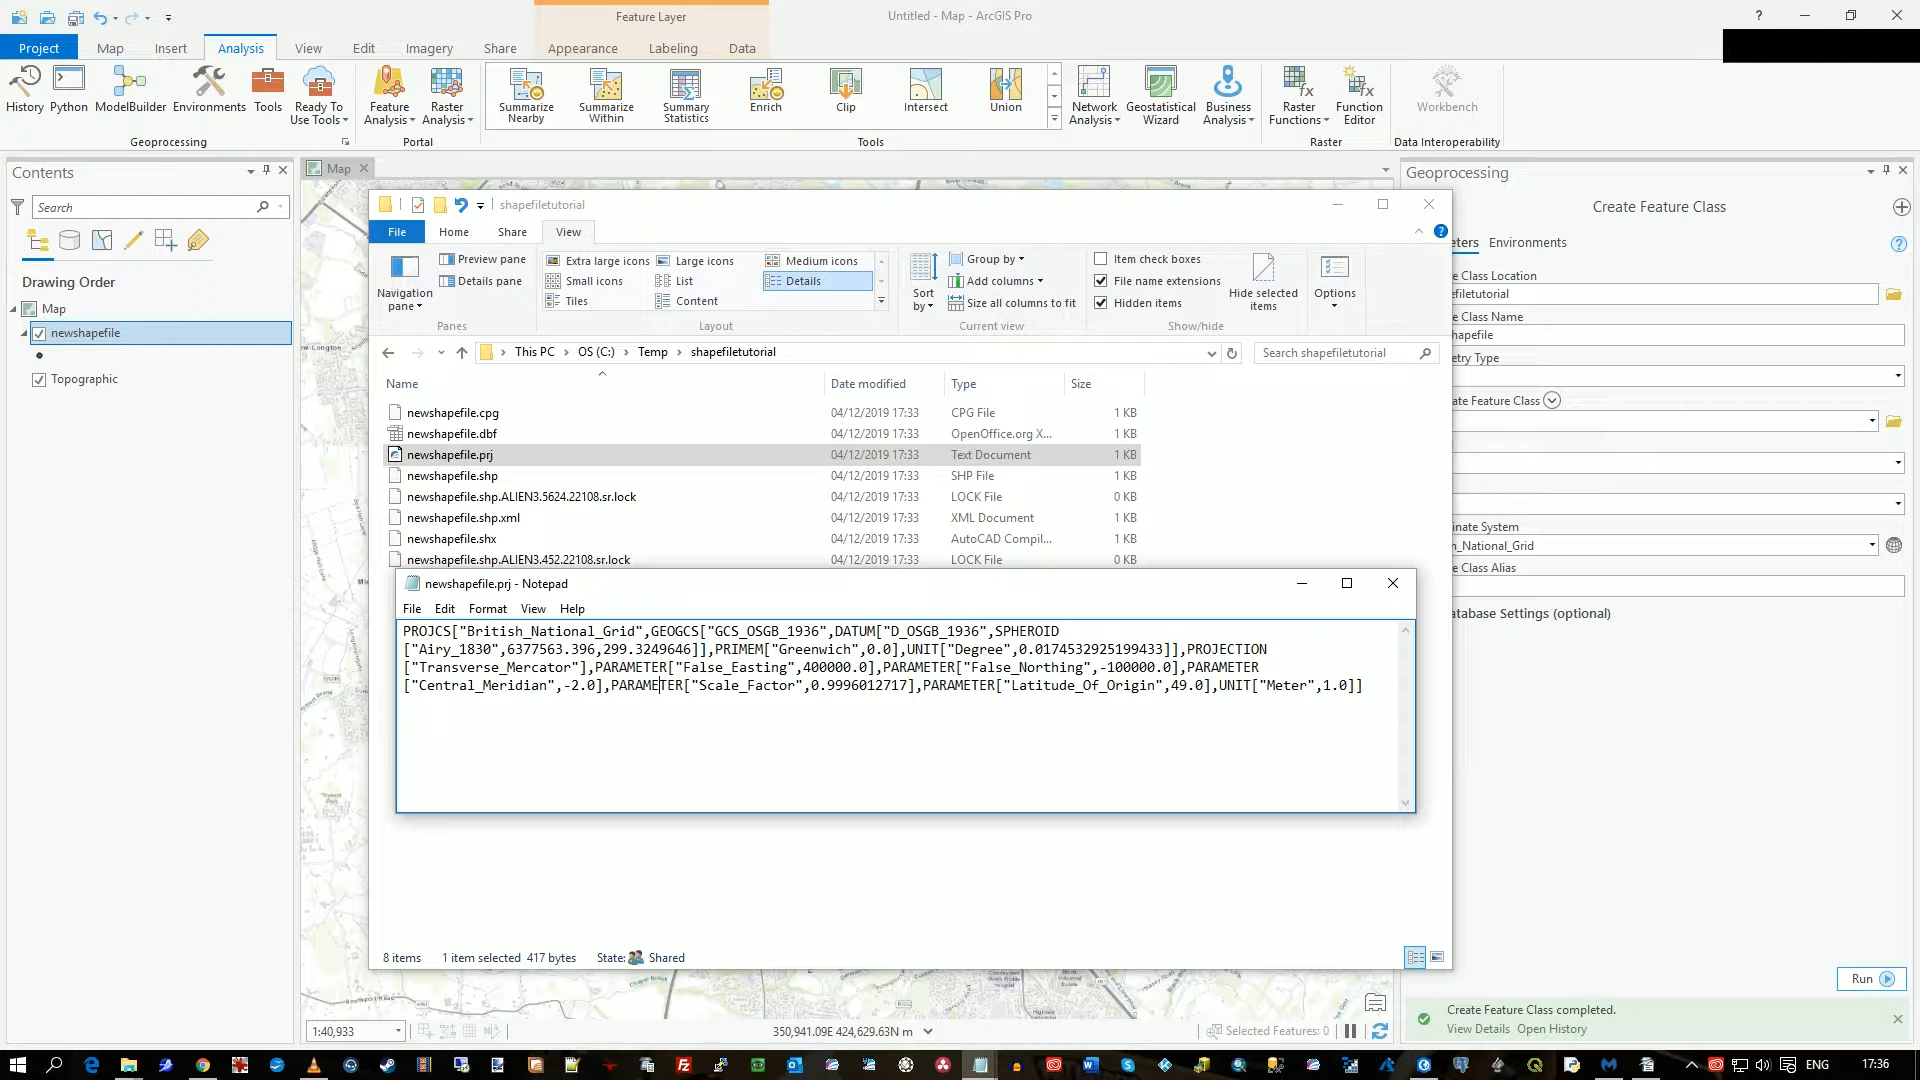 Feature Layer
Untitled - Map - ArcGIS Pro
Project Map Insert Analysis View Edit Imagery Share Appearance Labeling Data
History Python ModelBuilder Environments Tools Ready To Use Tools
Feature Analysis Raster Analysis
Summarize Nearby Summarize Within Summary Statistics Enrich Clip Intersect Union
Network Analysis Geostatistical Wizard Business Analysis Raster Functions Function Editor Workbench
Geoprocessing Portal Tools Raster Data Interoperability
Contents
Search
Drawing Order
Map
newshapefile
Topographic
Map
shapefiletutorial
File Home Share View
Navigation pane
Preview pane
Details pane
Extra large icons Large icons Medium icons
Small icons List Details
Tiles Content
Sort by
Group by
Add columns
Size all columns to fit
Item check boxes
File name extensions
Hidden items
Hide selected items
Options
Panes Layout Current view Show/hide
This PC OS (C:) Temp shapefiletutorial
Search shapefiletutorial
Name Date modified Type Size
newshapefile.cpg 04/12/2019 17:33 CPG File 1 KB
newshapefile.dbf 04/12/2019 17:33 OpenOffice.org X... 1 KB
newshapefile.prj 04/12/2019 17:33 Text Document 1 KB
newshapefile.shp 04/12/2019 17:33 SHP File 1 KB
newshapefile.shp.ALIEN3.5624.22108.sr.lock 04/12/2019 17:33 LOCK File 0 KB
newshapefile.shp.xml 04/12/2019 17:33 XML Document 1 KB
newshapefile.shx 04/12/2019 17:33 AutoCAD Compil... 1 KB
newshapefile.shp.ALIEN3.452.22108.sr.lock 04/12/2019 17:33 LOCK File 0 KB
newshapefile.prj - Notepad
File Edit Format View Help
PROJCS["British_National_Grid",GEOGCS["GCS_OSGB_1936",DATUM["D_OSGB_1936",SPHEROID
["Airy_1830",6377563.396,299.3249646]],PRIMEM["Greenwich",0.0],UNIT["Degree",0.0174532925199433]],PROJECTION
["Transverse_Mercator"],PARAMETER["False_Easting",400000.0],PARAMETER["False_Northing",-100000.0],PARAMETER
["Central_Meridian",-2.0],PARAMETER["Scale_Factor",0.9996012717],PARAMETER["Latitude_Of_Origin",49.0],UNIT["Meter",1.0]]
8 items 1 item selected 417 bytes State: Shared
1:40,933
350,941.09E 424,629.63N m
Selected Features: 0
Geoprocessing
Create Feature Class
eters Environments
e Class Location
efiletutorial
e Class Name
hapefile
etry Type
ate Feature Class
inate System
h_National_Grid
e Class Alias
atabase Settings (optional)
Run
Create Feature Class completed.
View Details Open History
ENG
17:36